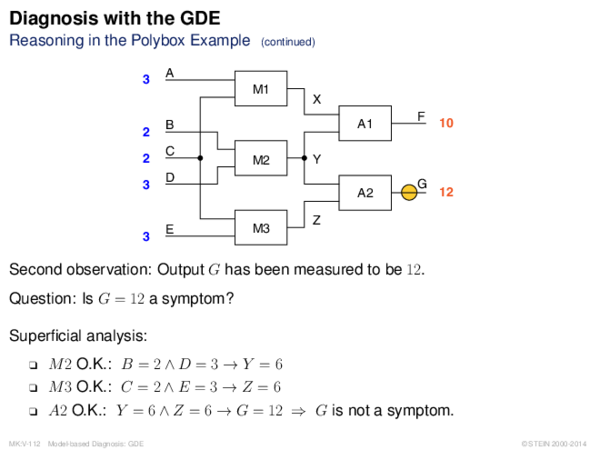 Diagnosis with the GDE
Reasoning in the Polybox Example (continued)
3 A
M1
X
2 B
A1
F 10
2 C
M2
Y
3 D
A2
G 12
M3
Z
3 E
Second observation: Output G has been measured to be 12.
Question: Is G = 12 a symptom?
Superficial analysis:
❑ M2 O.K.: B = 2 ∧ D = 3 → Y = 6
❑ M3 O.K.: C = 2 ∧ E = 3 → Z = 6
❑ A2 O.K.: Y = 6 ∧ Z = 6 → G = 12 ⇒ G is not a symptom.
MK:V-112 Model-based Diagnosis: GDE ©STEIN 2000-2014